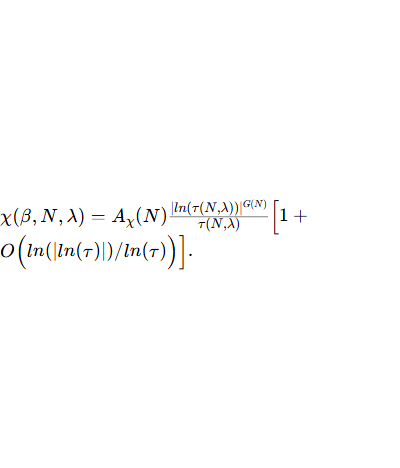 χ(β, N, λ) = A_χ(N) |ln(τ(N,λ))|^{G(N)} / τ(N,λ) [1 +
O(ln(|ln(τ)|)/ln(τ))].